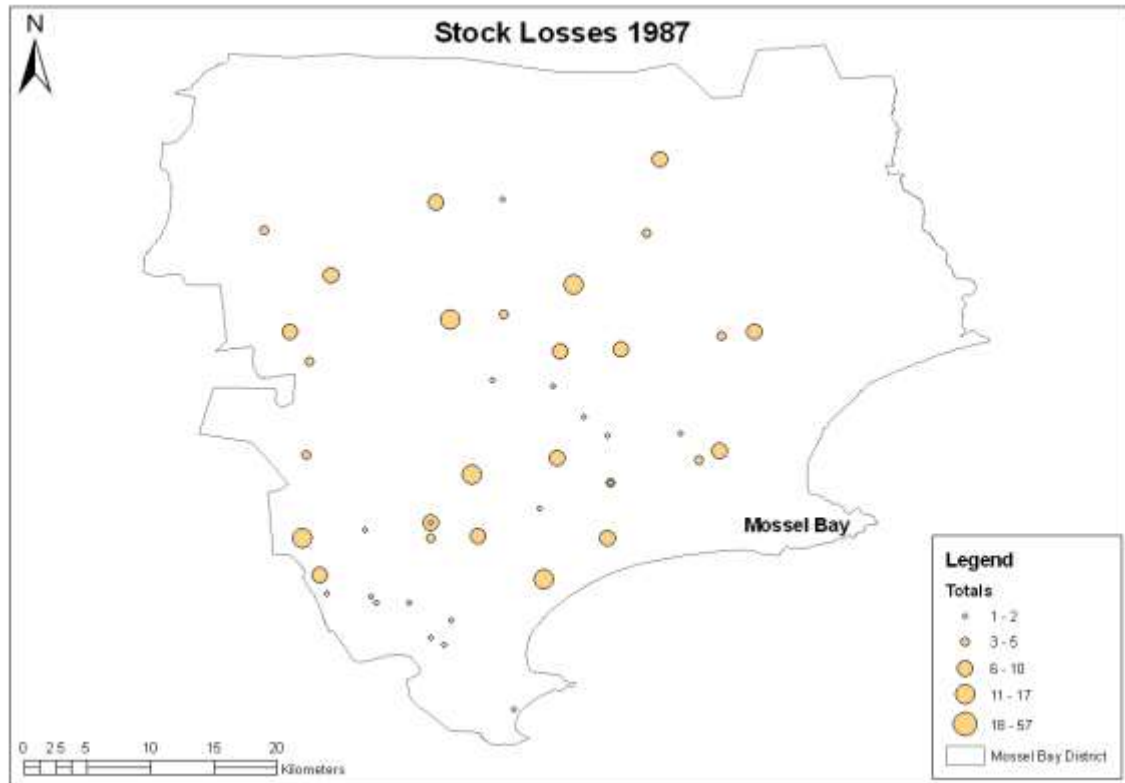 Stock Losses 1987
N
Mossel Bay
Legend
Totals
1 - 2
3 - 5
6 - 10
11 - 17
18 - 57
Mossel Bay District
0 2.5 5 10 15 20
Kilometers